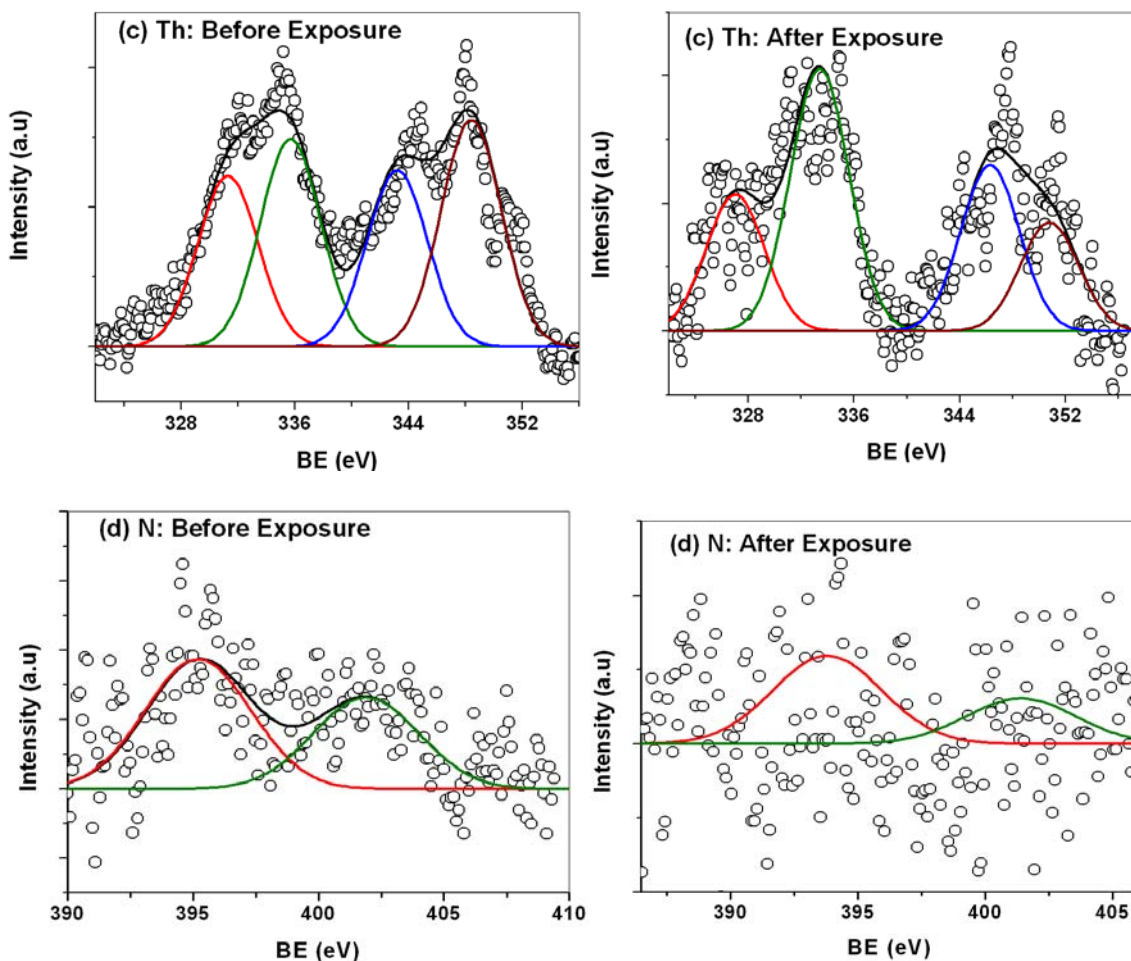 (c) Th: Before Exposure
Intensity (a.u)
328 336 344 352
BE (eV)
(c) Th: After Exposure
Intensity (a.u)
328 336 344 352
BE (eV)
(d) N: Before Exposure
Intensity (a.u)
390 395 400 405 410
BE (eV)
(d) N: After Exposure
Intensity (a.u)
390 395 400 405
BE (eV)